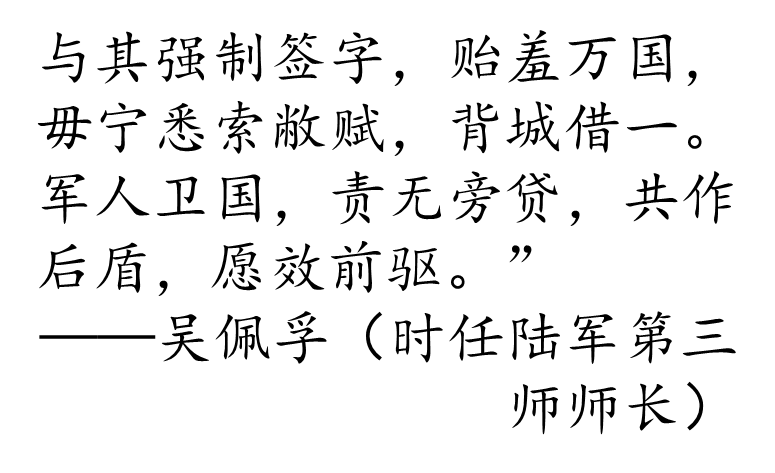 与其强制签字，贻羞万国，
毋宁悉索敝赋，背城借一。
军人卫国，责无旁贷，共作
后盾，愿效前驱。”
——吴佩孚（时任陆军第三
师师长）